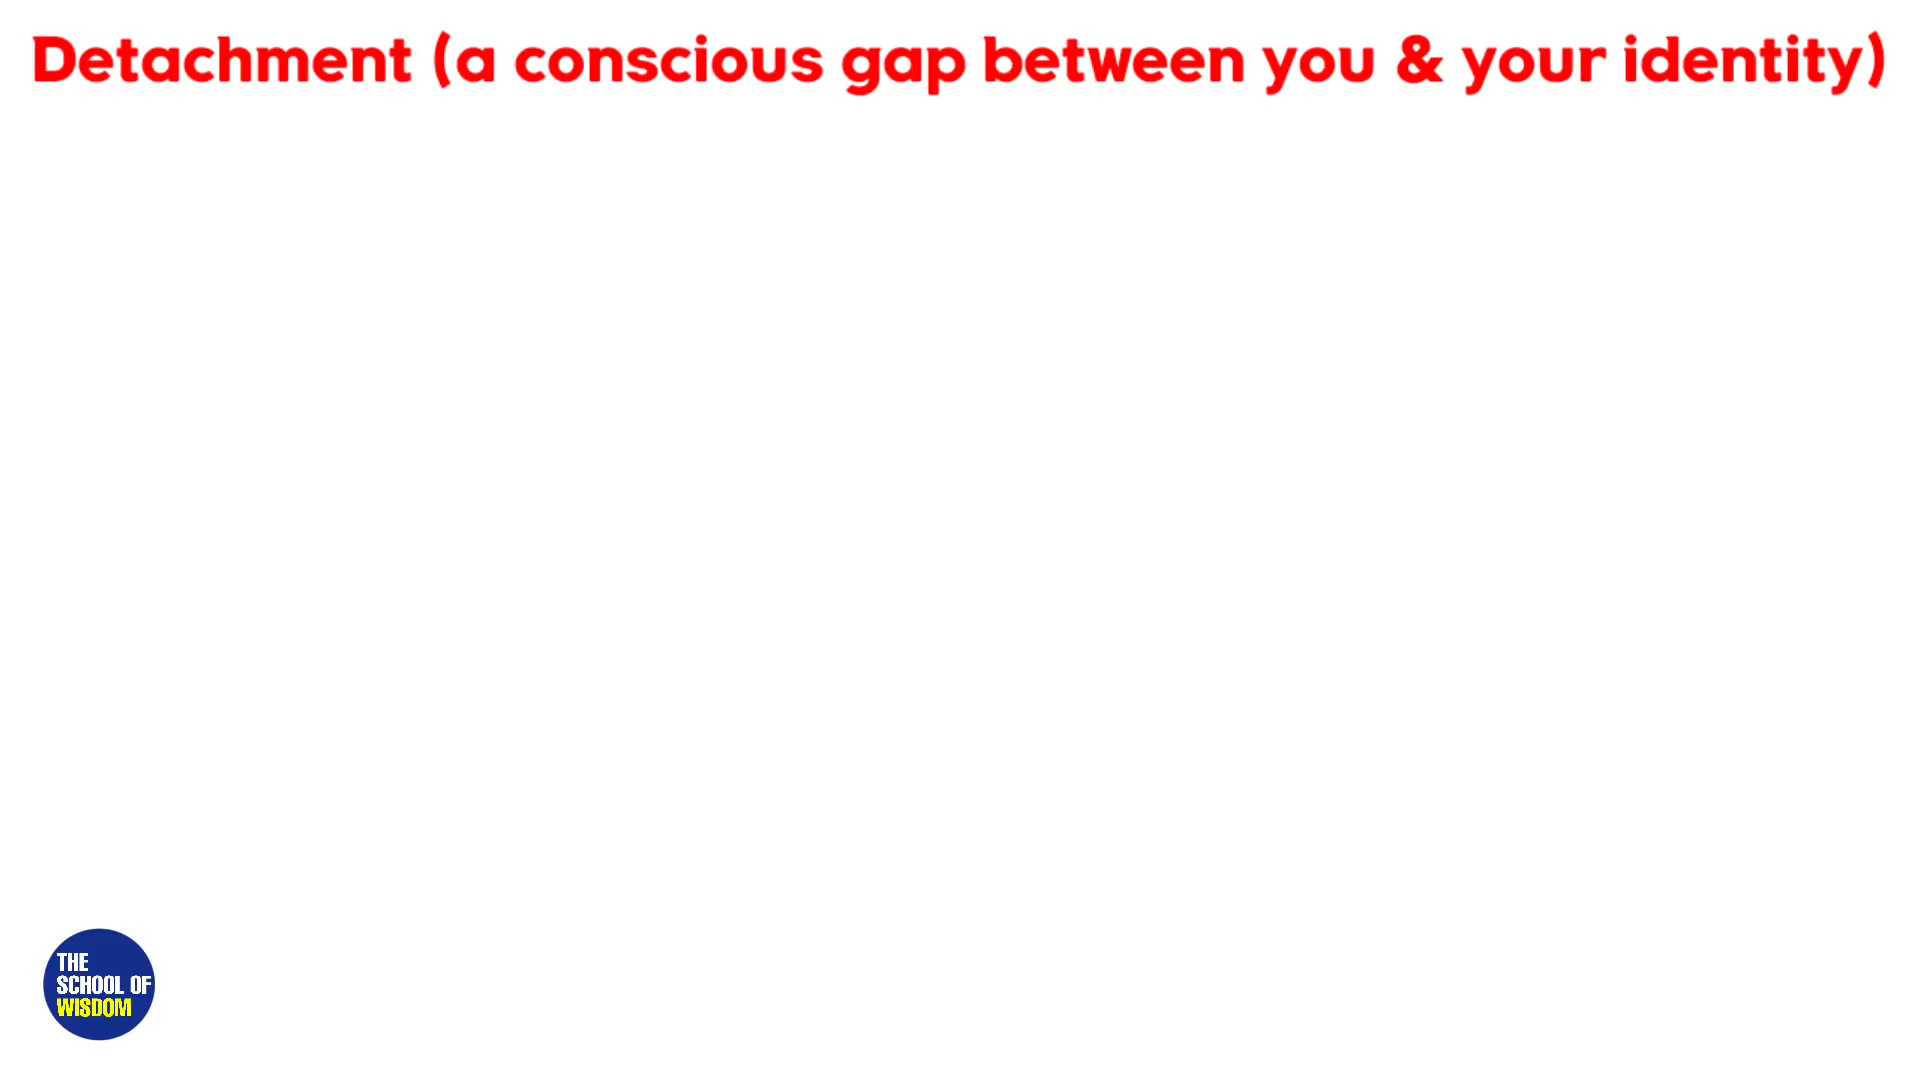 Detachment (a conscious gap between you & your identity)
THE
SCHOOL OF
WISDOM